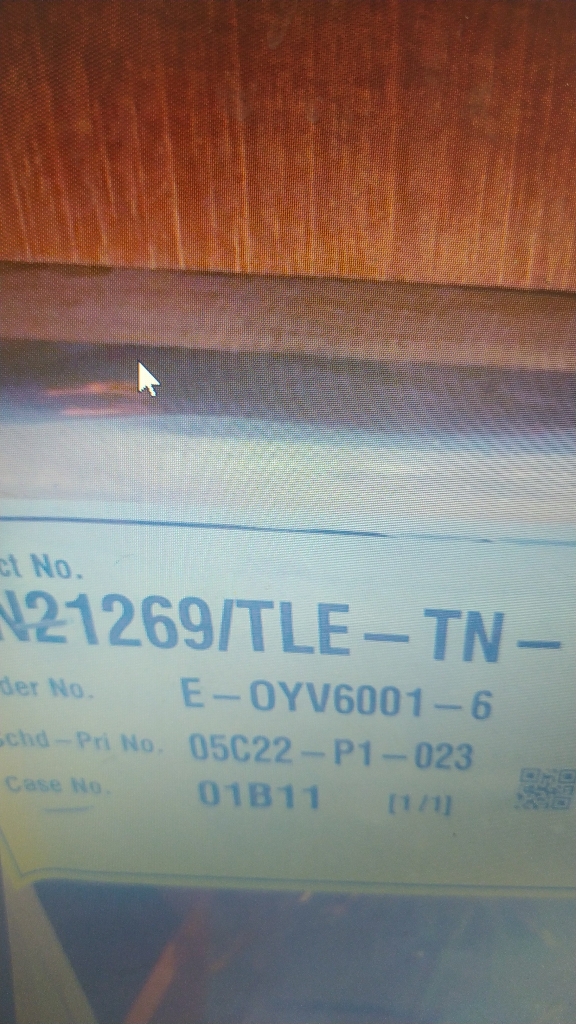 ct No.
N21269/TLE-TN-
der No. E-OYV6001-6
chd-Pri No. 05C22-P1-023
Case No. 01B11 [1/1]